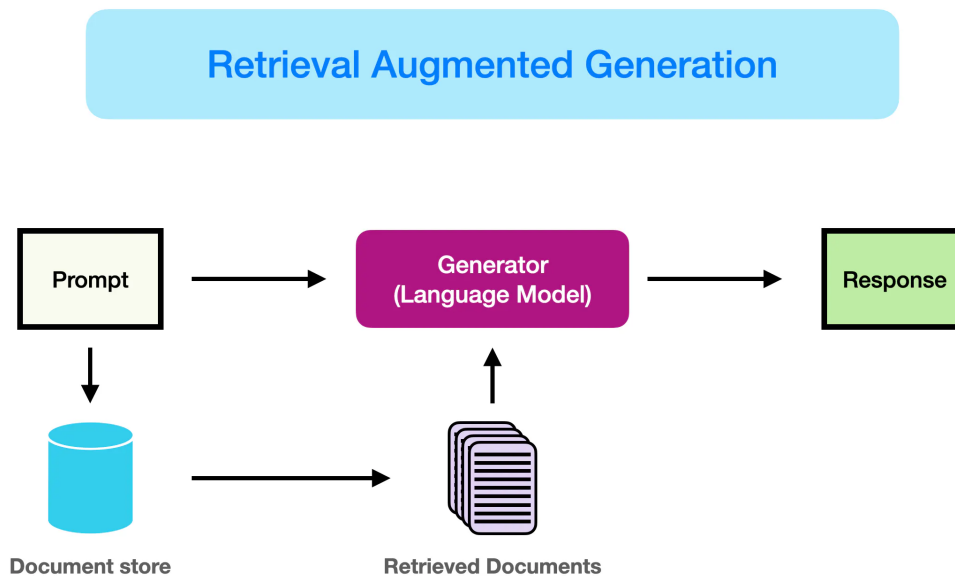 Retrieval Augmented Generation
Prompt
Generator
(Language Model)
Response
Document store
Retrieved Documents